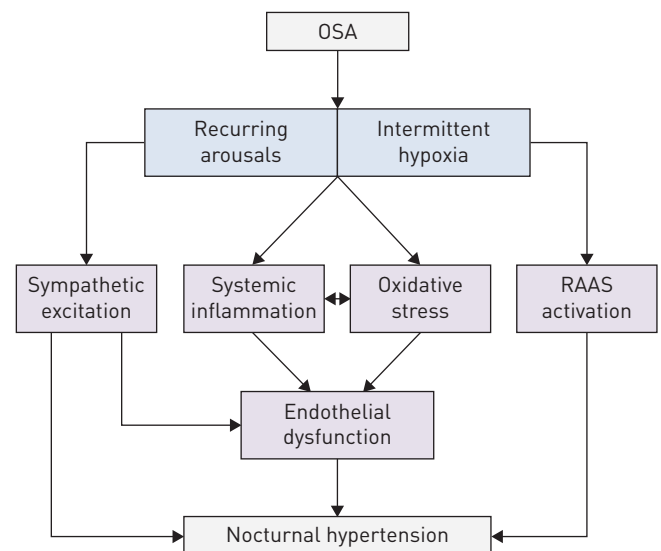 OSA
Recurring
arousals
Intermittent
hypoxia
Sympathetic
excitation
Systemic
inflammation
Oxidative
stress
RAAS
activation
Endothelial
dysfunction
Nocturnal hypertension